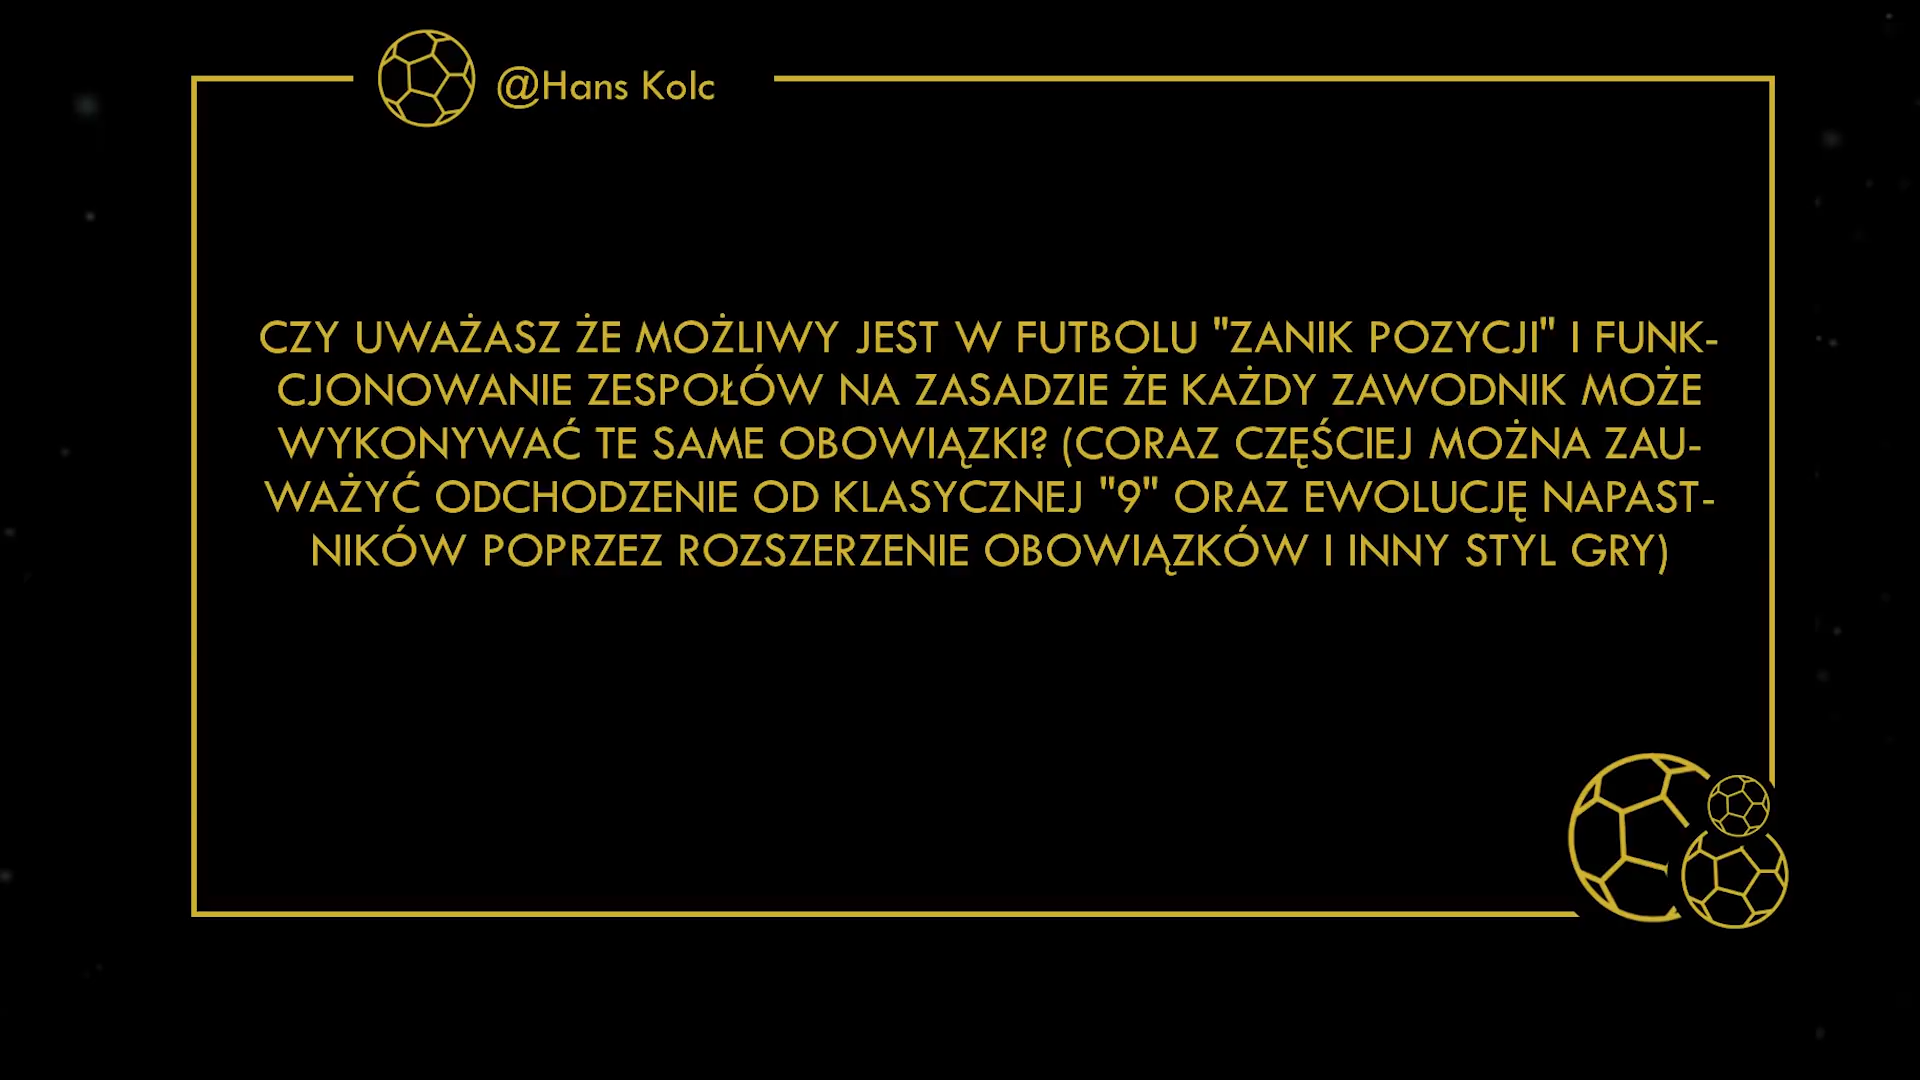 @Hans Kolc
CZY UWAŻASZ ŻE MOŻLIWY JEST W FUTBOLU "ZANIK POZYCJI" I FUNK-
CJONOWANIE ZESPOŁÓW NA ZASADZIE ŻE KAŻDY ZAWODNIK MOŻE
WYKONYWAĆ TE SAME OBOWIĄZKI? (CORAZ CZĘŚCIEJ MOŻNA ZAU-
WAŻYĆ ODCHODZENIE OD KLASYCZNEJ "9" ORAZ EWOLUCJĘ NAPAST-
NIKÓW POPRZEZ ROZSZERZENIE OBOWIĄZKÓW I INNY STYL GRY)